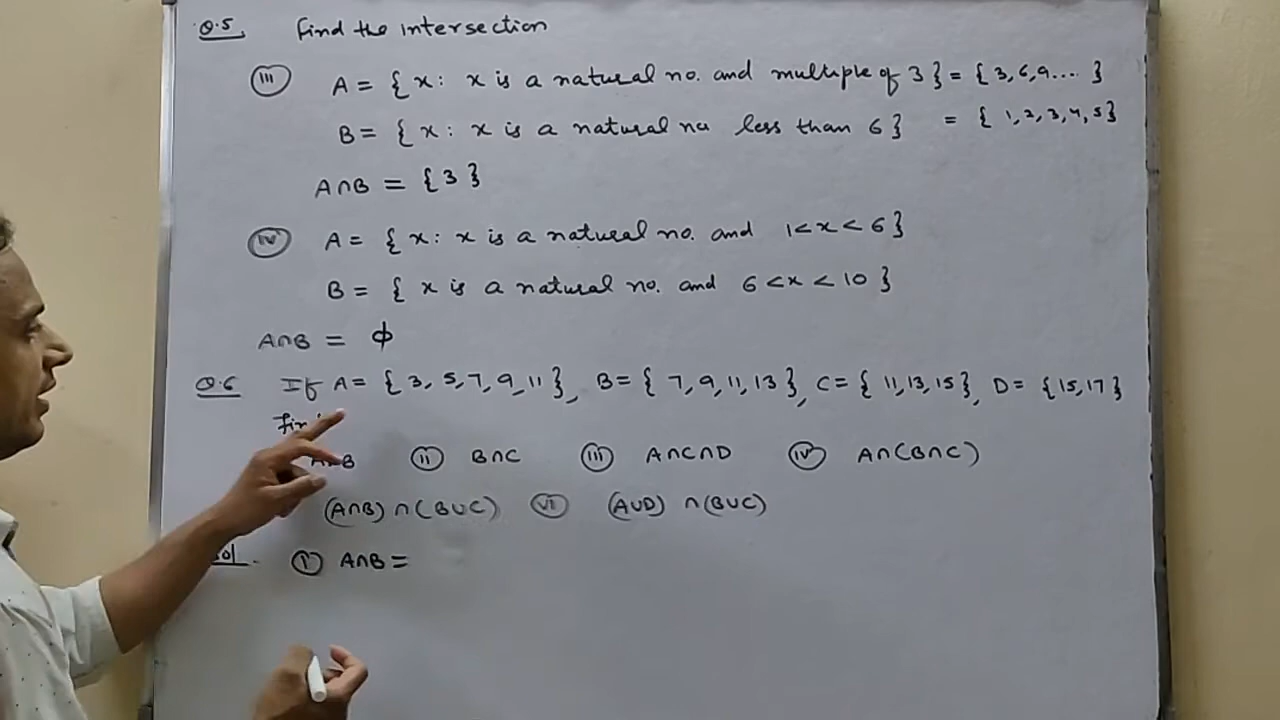 Q.5. Find the intersection
(iii) A = { x: x is a natural no. and multiple of 3 } = { 3, 6, 9.... }
B = { x : x is a natural no less than 6 } = { 1, 2, 3, 4, 5 }
A∩B = { 3 }
(iv) A = { x: x is a natural no. and 1 < x < 6 }
B = { x is a natural no. and 6 < x < 10 }
A∩B = ϕ
Q.6 If A = { 3, 5, 7, 9, 11 }, B = { 7, 9, 11, 13 }, C = { 11, 13, 15 }, D = { 15, 17 }
A∩B (ii) B∩C (iii) A∩C∩D (iv) A∩(B∩C)
(A∩B) ∩ (B∪C) (vi) (A∪D) ∩ (B∪C)
(i) A∩B =